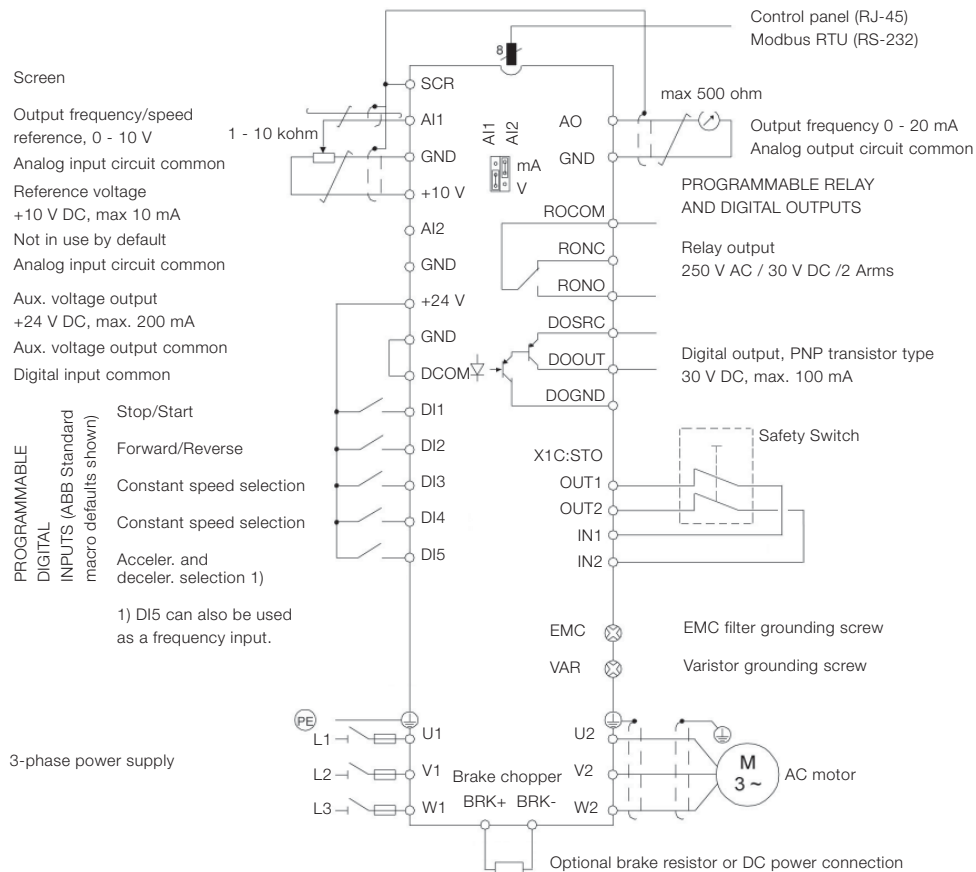 Control panel (RJ-45)
Modbus RTU (RS-232)
8
Screen
SCR
Output frequency/speed
reference, 0 - 10 V
1 - 10 kohm
AI1
Analog input circuit common
GND
Reference voltage
+10 V DC, max 10 mA
+10 V
Not in use by default
AI2
Analog input circuit common
GND
Aux. voltage output
+24 V DC, max. 200 mA
+24 V
Aux. voltage output common
GND
Digital input common
DCOM
PROGRAMMABLE
DIGITAL
INPUTS (ABB Standard
macro defaults shown)
Stop/Start
DI1
Forward/Reverse
DI2
Constant speed selection
DI3
Constant speed selection
DI4
Acceler. and
deceler. selection 1)
DI5
1) DI5 can also be used
as a frequency input.
AI1
AI2
mA
V
max 500 ohm
AO
GND
Output frequency 0 - 20 mA
Analog output circuit common
PROGRAMMABLE RELAY
AND DIGITAL OUTPUTS
ROCOM
RONC
RONO
Relay output
250 V AC / 30 V DC /2 Arms
DOSRC
DOOUT
DOGND
Digital output, PNP transistor type
30 V DC, max. 100 mA
Safety Switch
X1C:STO
OUT1
OUT2
IN1
IN2
EMC
EMC filter grounding screw
VAR
Varistor grounding screw
PE
3-phase power supply
L1
U1
L2
V1
L3
W1
Brake chopper
BRK+ BRK-
U2
V2
W2
M
3 ~
AC motor
Optional brake resistor or DC power connection